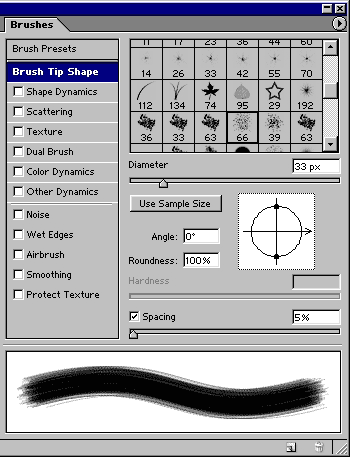 Brushes
Brush Presets
Brush Tip Shape
Shape Dynamics
Scattering
Texture
Dual Brush
Color Dynamics
Other Dynamics
Noise
Wet Edges
Airbrush
Smoothing
Protect Texture
11 17 23 36 44 60
14 26 33 42 55 70
112 134 74 95 29 192
36 33 63 66 39 63
Diameter 33 px
Use Sample Size
Angle: 0°
Roundness: 100%
Hardness
Spacing 5%